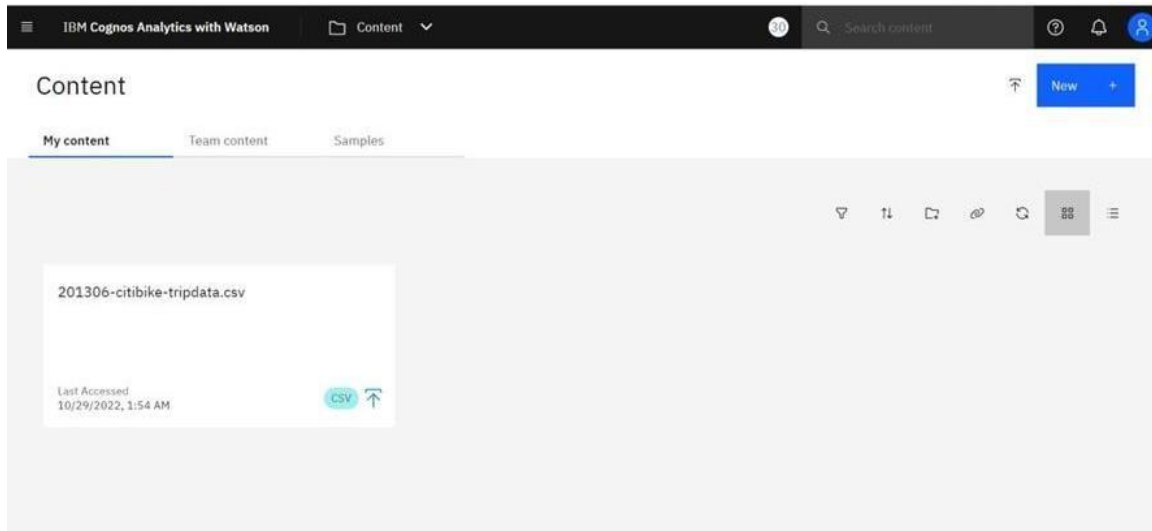 IBM Cognos Analytics with Watson
Content
30
Search content
Content
New +
My content
Team content
Samples
201306-citibike-tripdata.csv
Last Accessed
10/29/2022, 1:54 AM
CSV